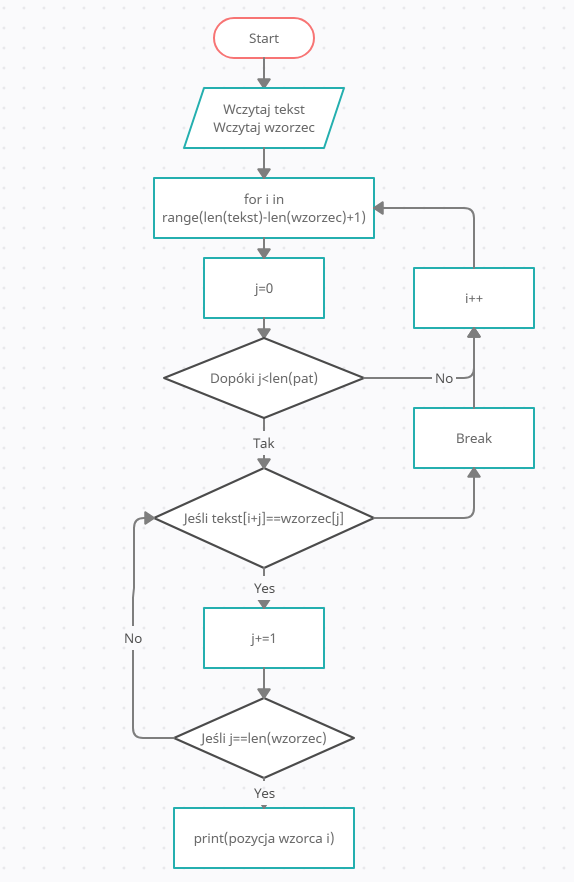 Start
Wczytaj tekst
Wczytaj wzorzec
for i in
range(len(tekst)-len(wzorzec)+1)
j=0
i++
Dopóki j<len(pat)
No
Tak
Break
Jeśli tekst[i+j]==wzorzec[j]
Yes
j+=1
No
Jeśli j==len(wzorzec)
Yes
print(pozycja wzorca i)